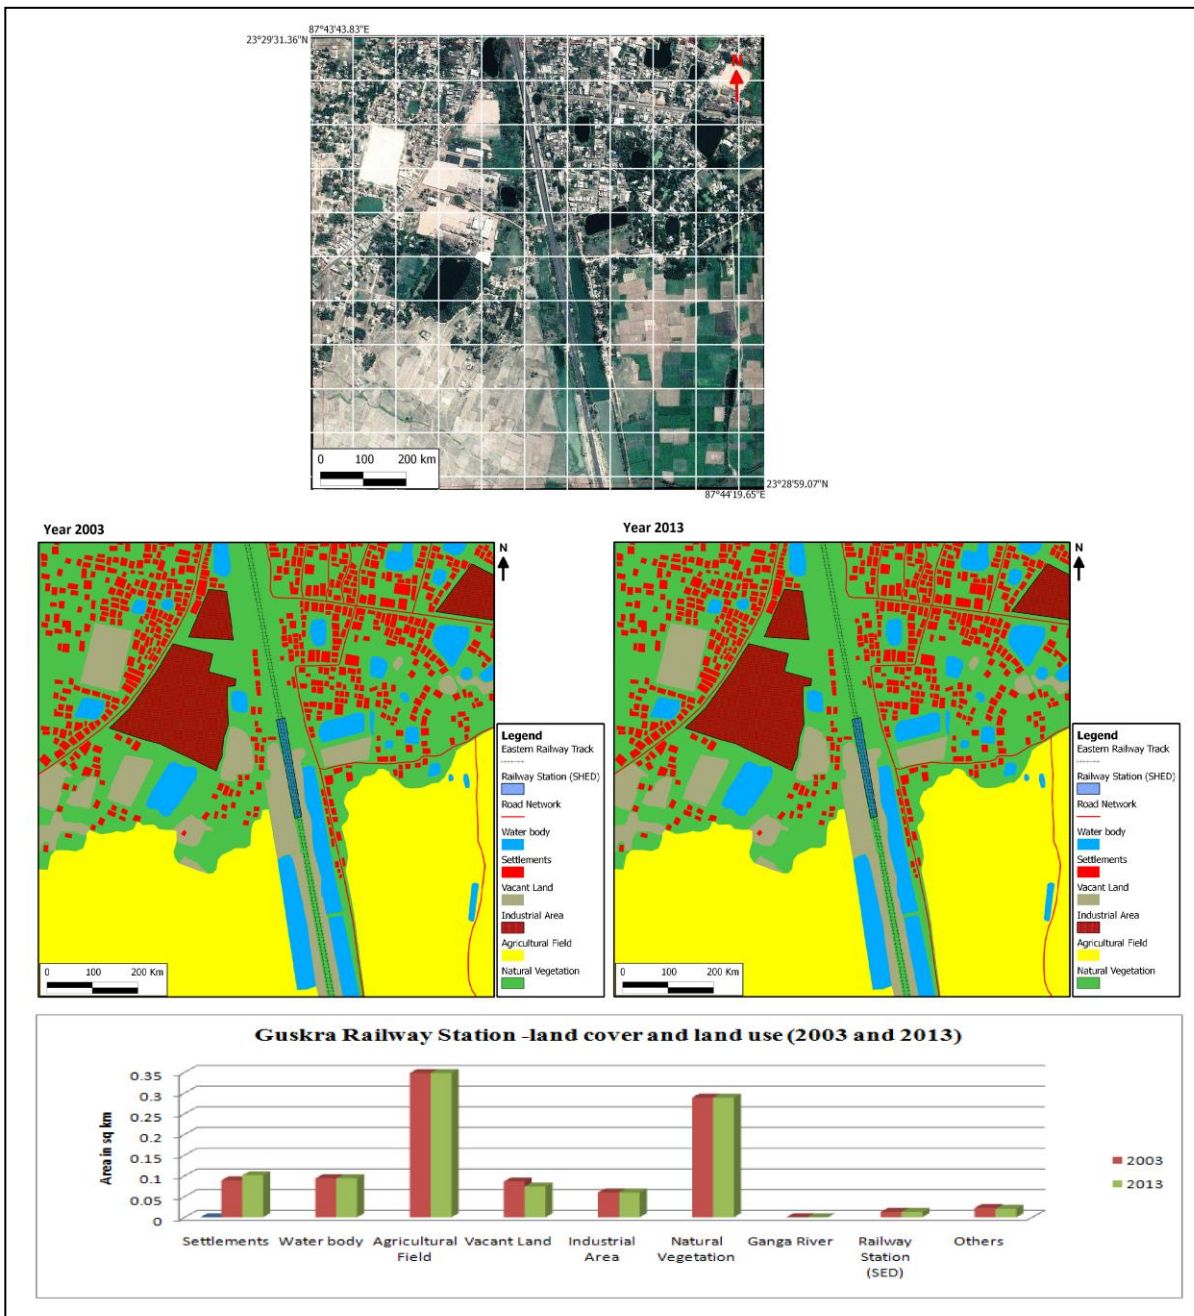 87°43'43.83"E
23°29'31.36"N
N
0 100 200 km
23°28'59.07"N
87°44'19.65"E
Year 2003
N
Legend
Eastern Railway Track
Railway Station (SHED)
Road Network
Water body
Settlements
Vacant Land
Industrial Area
Agricultural Field
Natural Vegetation
0 100 200 Km
Year 2013
N
Legend
Eastern Railway Track
Railway Station (SHED)
Road Network
Water body
Settlements
Vacant Land
Industrial Area
Agricultural Field
Natural Vegetation
0 100 200 Km
Guskra Railway Station -land cover and land use (2003 and 2013)
Area in sq km
0.35
0.3
0.25
0.2
0.15
0.1
0.05
0
Settlements
Water body
Agricultural
Field
Vacant Land
Industrial
Area
Natural
Vegetation
Ganga River
Railway
Station
(SED)
Others
2003
2013